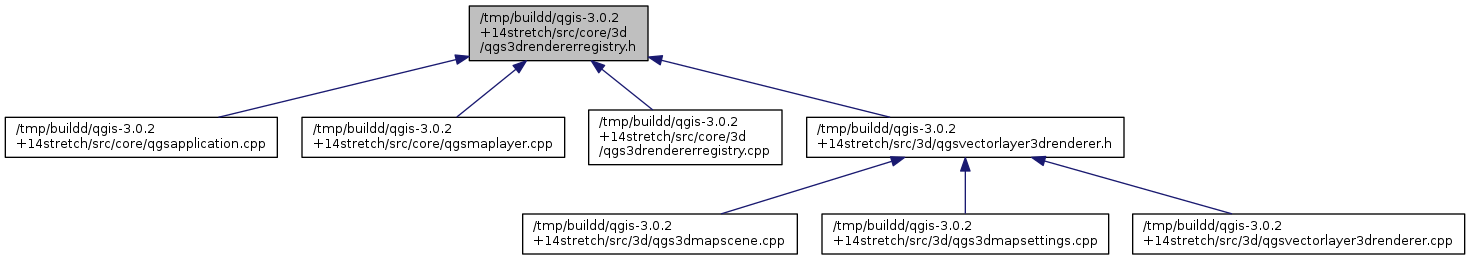 /tmp/buildd/qgis-3.0.2
+14stretch/src/core/3d
/qgs3drendererregistry.h
/tmp/buildd/qgis-3.0.2
+14stretch/src/core/qgsapplication.cpp
/tmp/buildd/qgis-3.0.2
+14stretch/src/core/qgsmaplayer.cpp
/tmp/buildd/qgis-3.0.2
+14stretch/src/core/3d
/qgs3drendererregistry.cpp
/tmp/buildd/qgis-3.0.2
+14stretch/src/3d/qgsvectorlayer3drenderer.h
/tmp/buildd/qgis-3.0.2
+14stretch/src/3d/qgs3dmapscene.cpp
/tmp/buildd/qgis-3.0.2
+14stretch/src/3d/qgs3dmapsettings.cpp
/tmp/buildd/qgis-3.0.2
+14stretch/src/3d/qgsvectorlayer3drenderer.cpp